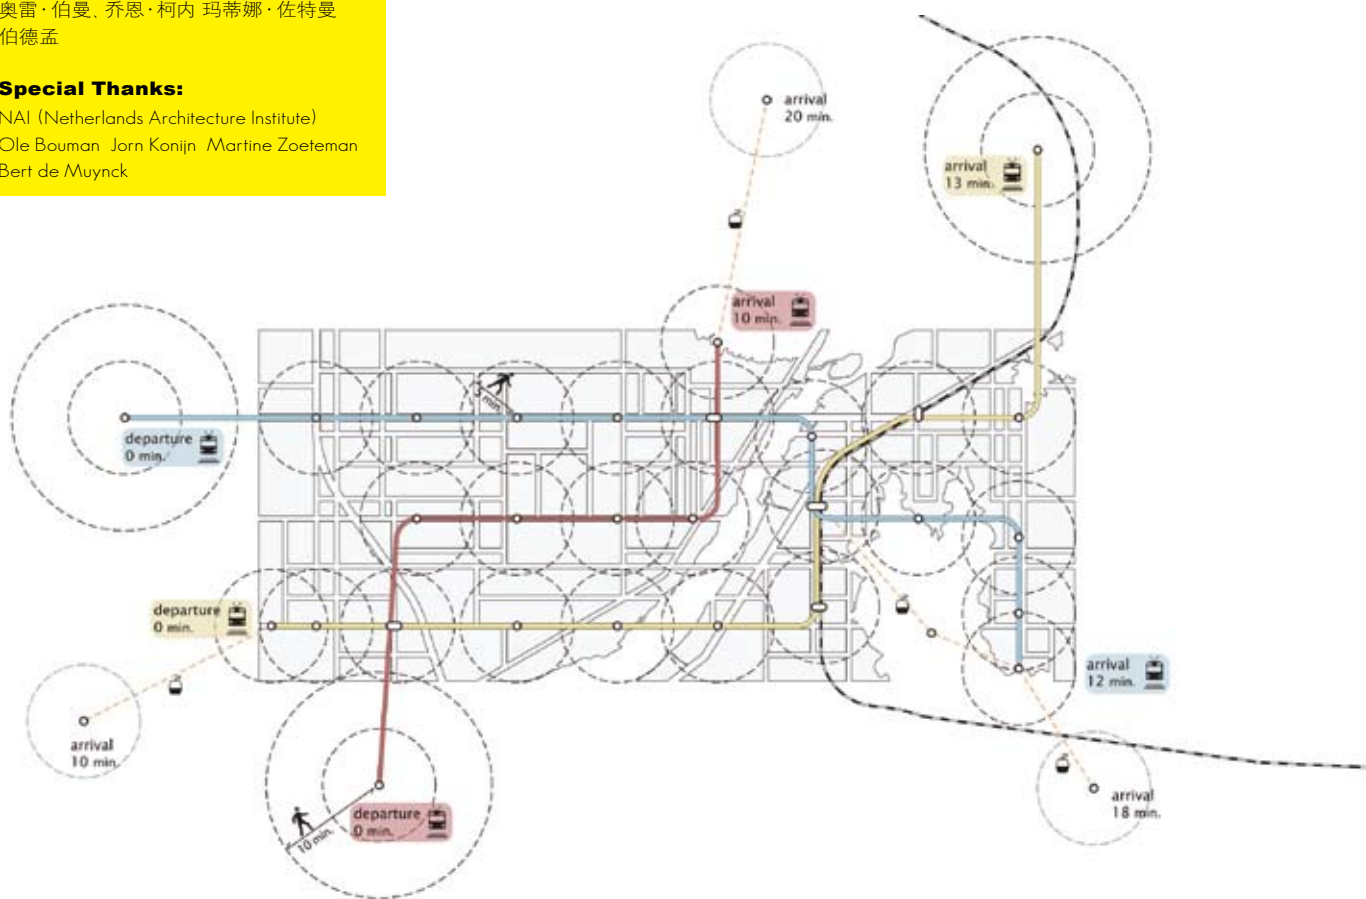 奥雷·伯曼、乔恩·柯内 玛蒂娜·佐特曼
伯德孟
Special Thanks:
NAI (Netherlands Architecture Institute)
Ole Bouman Jorn Konijn Martine Zoeteman
Bert de Muynck
arrival
20 min.
arrival
13 min.
arrival
10 min.
5 min.
departure
0 min.
departure
0 min.
arrival
12 min.
arrival
10 min.
departure
0 min.
10 min.
arrival
18 min.